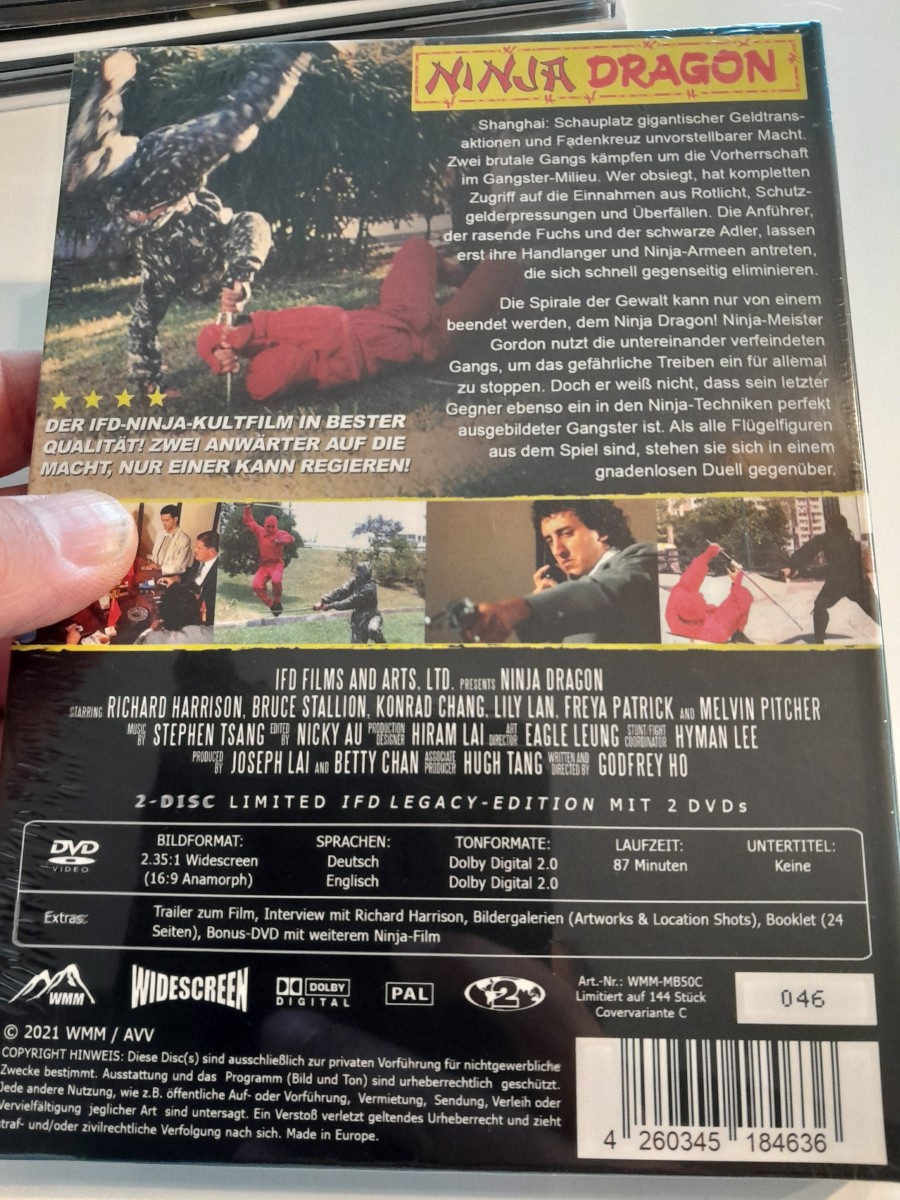 NINJA DRAGON
Shanghai: Schauplatz gigantischer Geldtrans-
aktionen und Fadenkreuz unvorstellbarer Macht.
Zwei brutale Gangs kämpfen um die Vorherrschaft
im Gangster-Milieu. Wer obsiegt, hat kompletten
Zugriff auf die Einnahmen aus Rotlicht, Schutz-
gelderpressungen und Überfällen. Die Anführer,
der rasende Fuchs und der schwarze Adler, lassen
erst ihre Handlanger und Ninja-Armeen antreten,
die sich schnell gegenseitig eliminieren.
Die Spirale der Gewalt kann nur von einem
beendet werden, dem Ninja Dragon! Ninja-Meister
Gordon nutzt die untereinander verfeindeten
Gangs, um das gefährliche Treiben ein für allemal
zu stoppen. Doch er weiß nicht, dass sein letzter
Gegner ebenso ein in den Ninja-Techniken perfekt
ausgebildeter Gangster ist. Als alle Flügelfiguren
aus dem Spiel sind, stehen sie sich in einem
gnadenlosen Duell gegenüber.
DER IFD-NINJA-KULTFILM IN BESTER
QUALITÄT! ZWEI ANWÄRTER AUF DIE
MACHT, NUR EINER KANN REGIEREN!
IFD FILMS AND ARTS, LTD. PRESENTS NINJA DRAGON
STARRING RICHARD HARRISON, BRUCE STALLION, KONRAD CHANG, LILY LAN, FREYA PATRICK AND MELVIN PITCHER
MUSIC BY STEPHEN TSANG EDITED BY NICKY AU PRODUCTION DESIGNER HIRAM LAI ART DIRECTOR EAGLE LEUNG STUNT/FIGHT COORDINATOR HYMAN LEE
PRODUCED BY JOSEPH LAI AND BETTY CHAN ASSOCIATE PRODUCER HUGH TANG WRITTEN AND DIRECTED BY GODFREY HO
2-DISC LIMITED IFD LEGACY-EDITION MIT 2 DVDs
DVD VIDEO
BILDFORMAT: SPRACHEN: TONFORMATE: LAUFZEIT: UNTERTITEL:
2.35:1 Widescreen Deutsch Dolby Digital 2.0 87 Minuten Keine
(16:9 Anamorph) Englisch Dolby Digital 2.0
Extras: Trailer zum Film, Interview mit Richard Harrison, Bildergalerien (Artworks & Location Shots), Booklet (24
Seiten), Bonus-DVD mit weiterem Ninja-Film
WMM WIDESCREEN DOLBY DIGITAL PAL 2
Art.-Nr.: WMM-MB50C
Limitiert auf 144 Stück
Covervariante C
046
© 2021 WMM / AVV
COPYRIGHT HINWEIS: Diese Disc(s) sind ausschließlich zur privaten Vorführung für nichtgewerbliche
Zwecke bestimmt. Ausstattung und das Programm (Bild und Ton) sind urheberrechtlich geschützt.
Jede andere Nutzung, wie z.B. öffentliche Auf- oder Vorführung, Vermietung, Sendung, Verleih oder
Vervielfältigung jeglicher Art sind untersagt. Ein Verstoß verletzt geltendes Urheberrecht und zieht
straf- und/oder zivilrechtliche Verfolgung nach sich. Made in Europe.
4 260345 184636